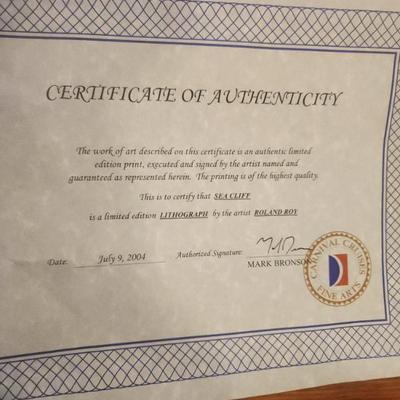 CERTIFICATE OF AUTHENTICITY
The work of art described on this certificate is an authentic limited
edition print, executed and signed by the artist named and
guaranteed as represented herein. The printing is of the highest quality.
This is to certify that SEA CLIFF
is a limited edition LITHOGRAPH by the artist ROLAND ROY
Date: July 9, 2004 Authorized Signature:
MARK BRONSON
CARNIVAL CRUISES
FINE ARTS